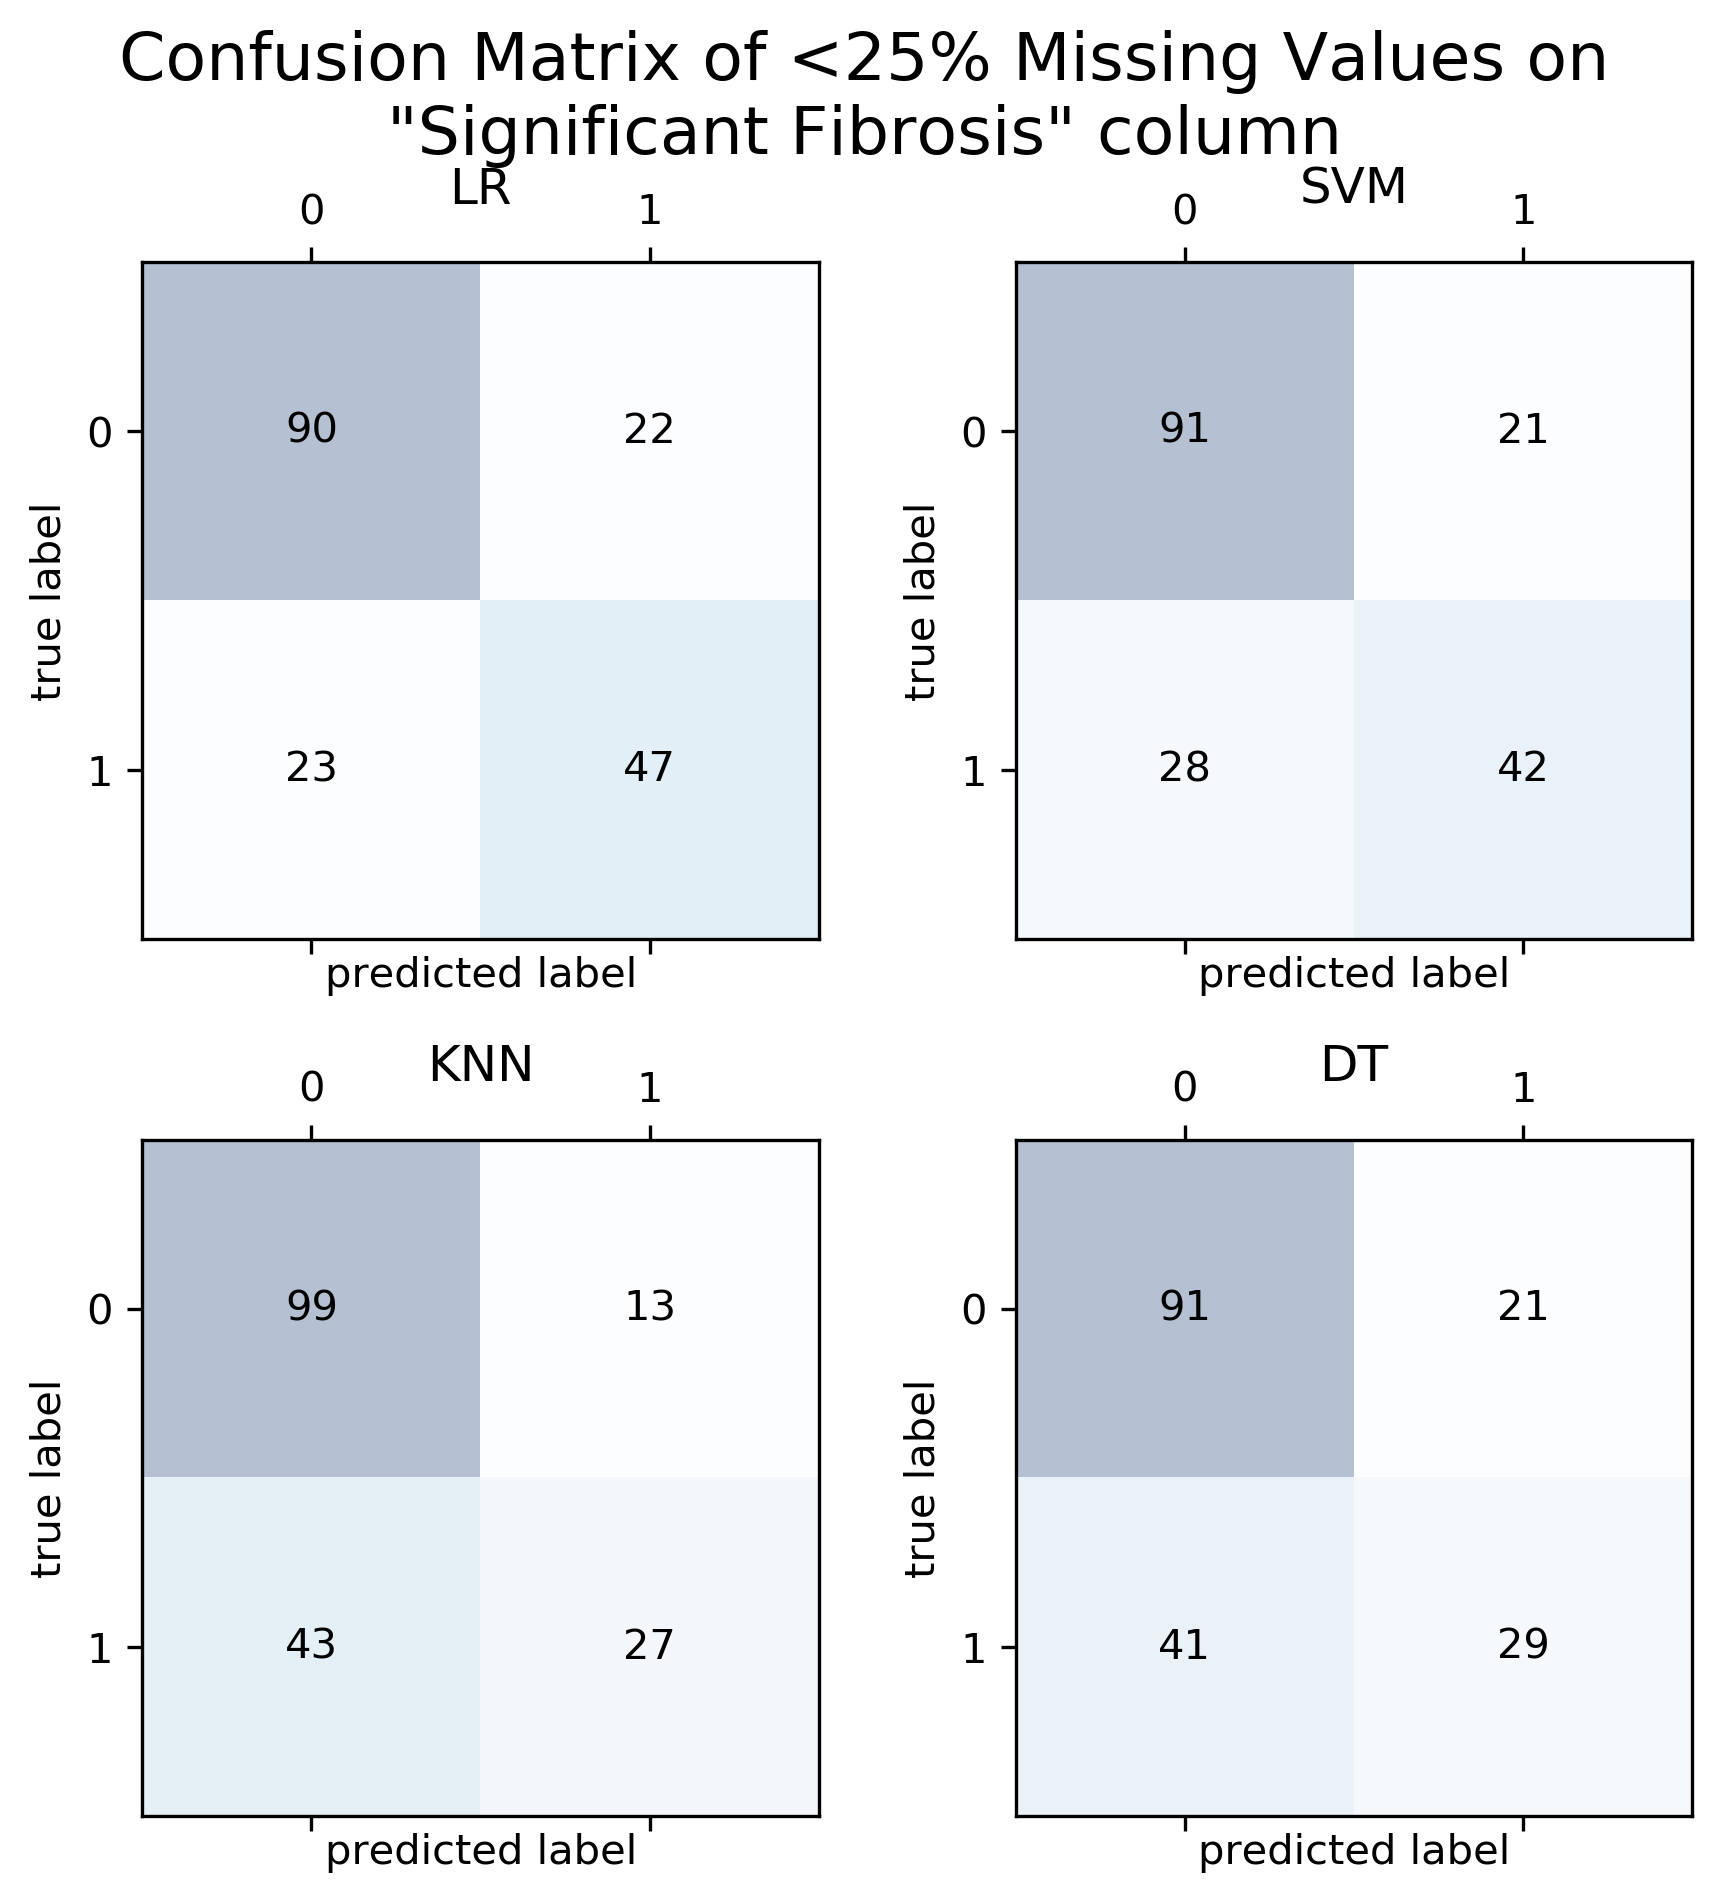 Confusion Matrix of <25% Missing Values on
"Significant Fibrosis" column
LR
0 1
true label
0 90 22
1 23 47
predicted label
SVM
0 1
true label
0 91 21
1 28 42
predicted label
KNN
0 1
true label
0 99 13
1 43 27
predicted label
DT
0 1
true label
0 91 21
1 41 29
predicted label